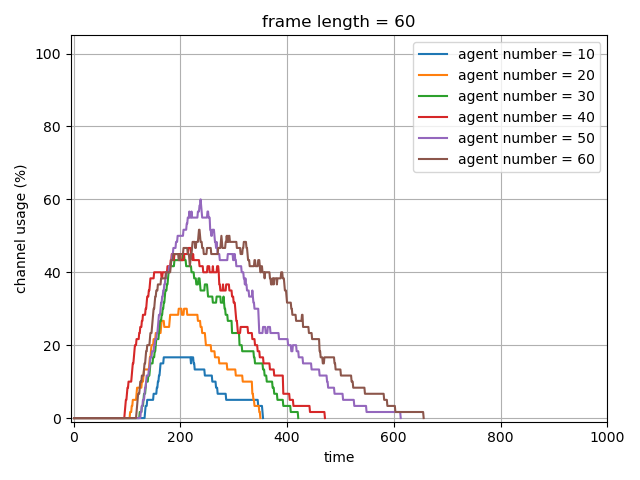 frame length = 60
100
80
60
40
20
0
channel usage (%)
agent number = 10
agent number = 20
agent number = 30
agent number = 40
agent number = 50
agent number = 60
0 200 400 600 800 1000
time